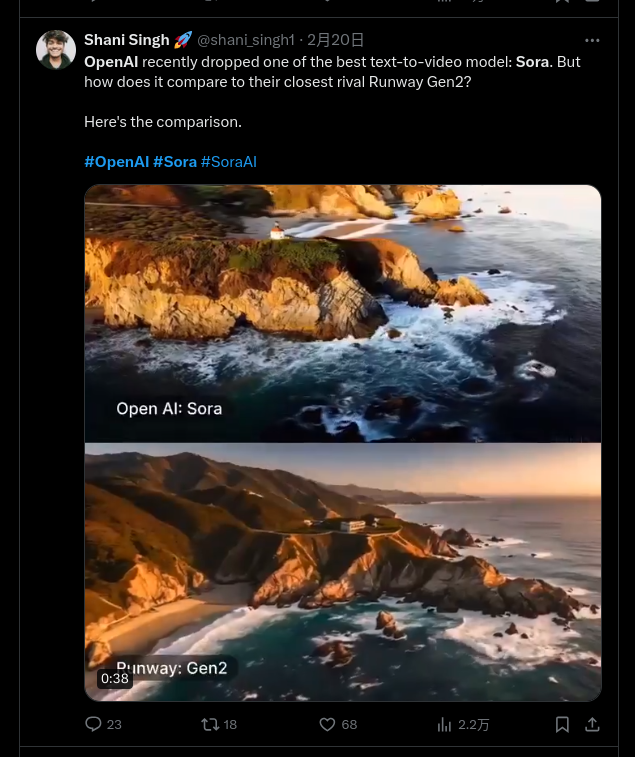 Shani Singh 🚀 @shani_singh1 · 2月20日
OpenAI recently dropped one of the best text-to-video model: Sora. But
how does it compare to their closest rival Runway Gen2?
Here's the comparison.
#OpenAI #Sora #SoraAI
Open AI: Sora
Runway: Gen2
0:38
23 18 68 2.2万